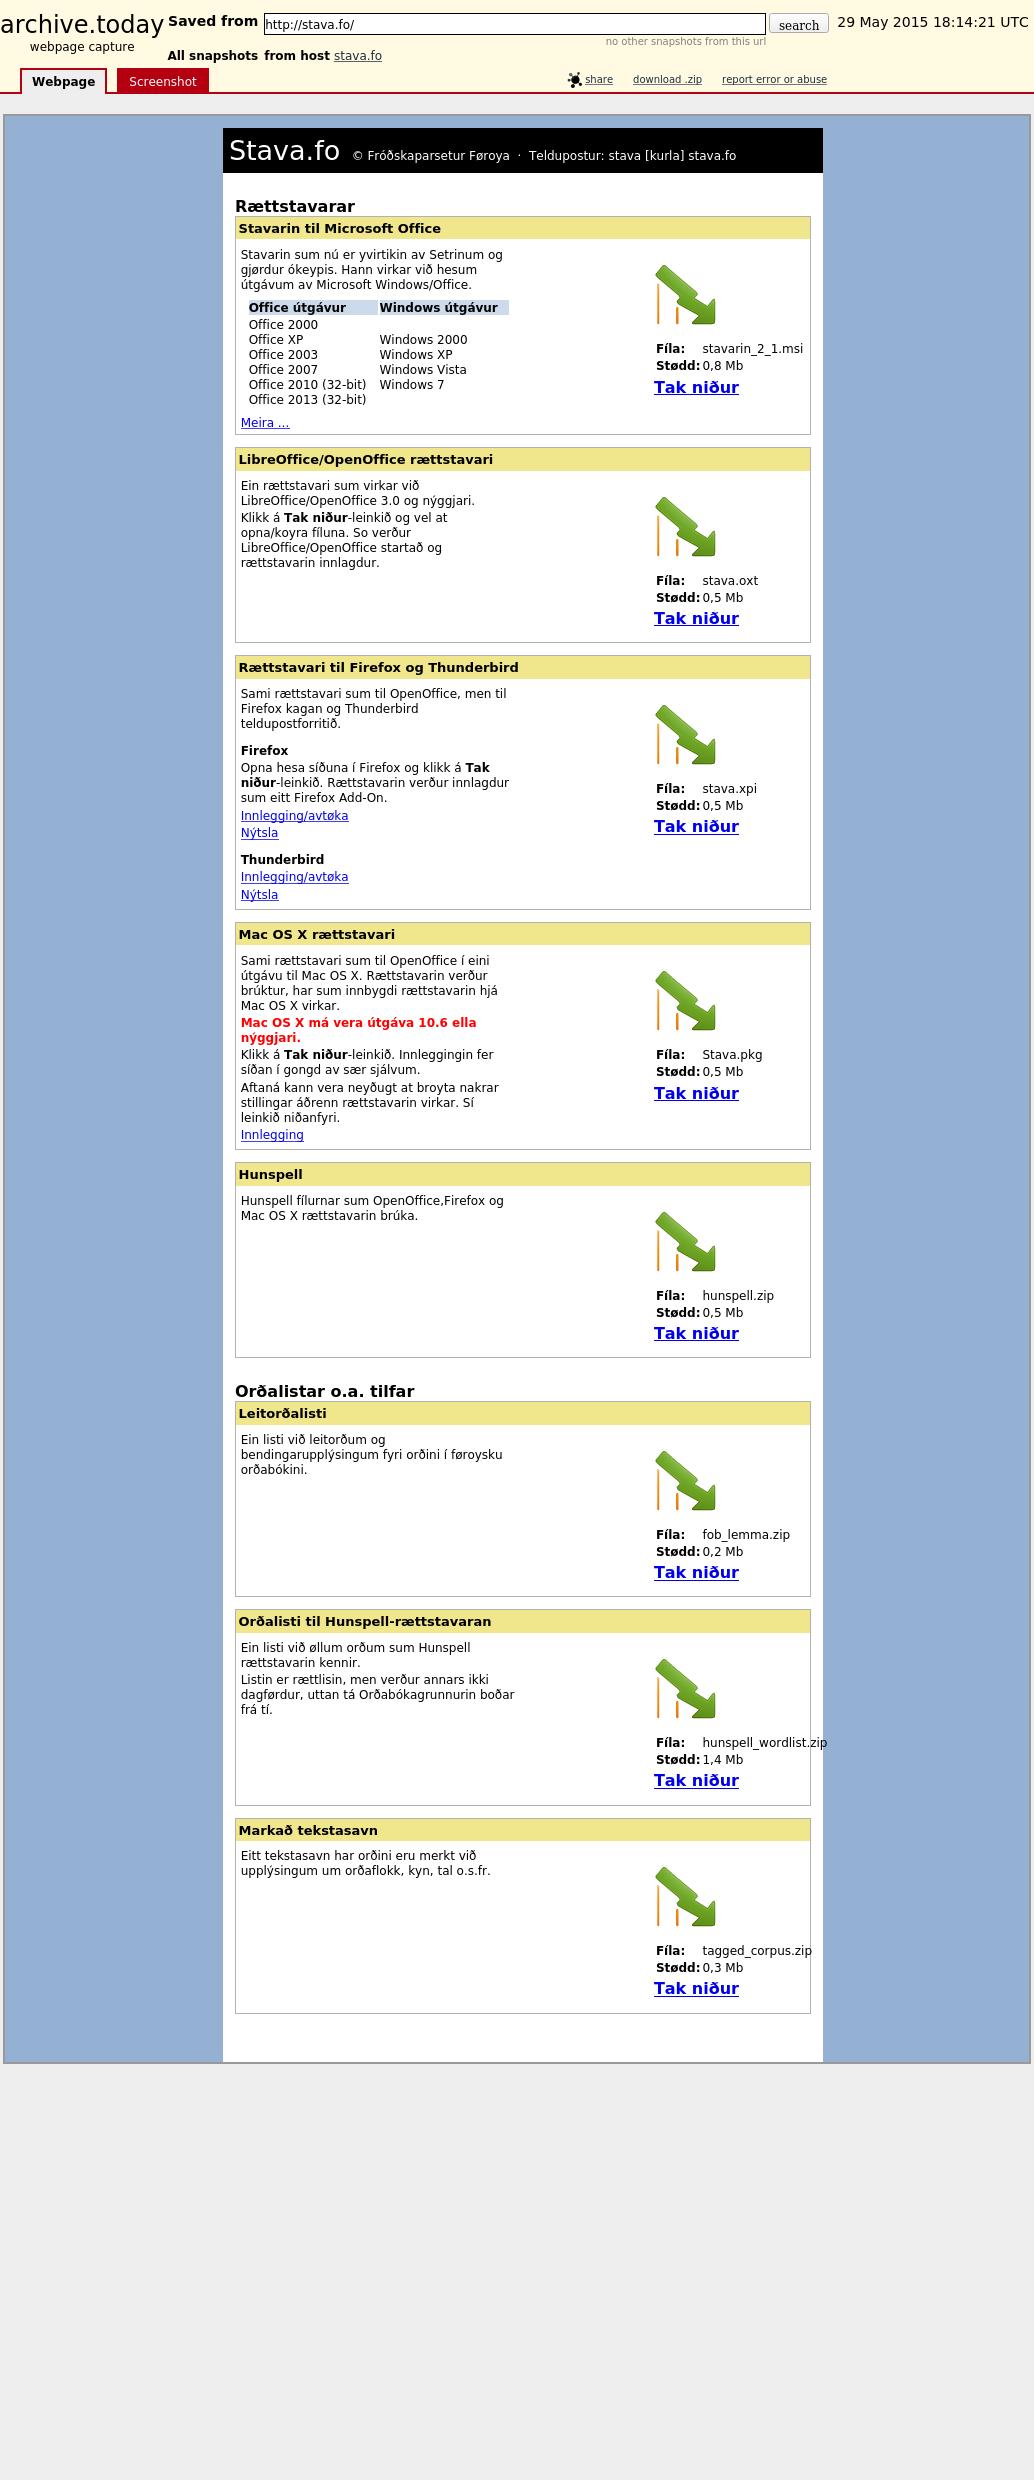 archive.today
webpage capture
Saved from http://stava.fo/ search 29 May 2015 18:14:21 UTC
no other snapshots from this url
All snapshots from host stava.fo
Webpage Screenshot share download .zip report error or abuse
Stava.fo © Fróðskaparsetur Føroya · Teldupostur: stava [kurla] stava.fo
Rættstavarar
Stavarin til Microsoft Office
Stavarin sum nú er yvirtikin av Setrinum og
gjørdur ókeypis. Hann virkar við hesum
útgávum av Microsoft Windows/Office.
Office útgávur Windows útgávur
Office 2000
Office XP Windows 2000
Office 2003 Windows XP
Office 2007 Windows Vista
Office 2010 (32-bit) Windows 7
Office 2013 (32-bit)
Meira ...
Fíla: stavarin_2_1.msi
Stødd: 0,8 Mb
Tak niður
LibreOffice/OpenOffice rættstavari
Ein rættstavari sum virkar við
LibreOffice/OpenOffice 3.0 og nýggjari.
Klikk á Tak niður-leinkið og vel at
opna/koyra fíluna. So verður
LibreOffice/OpenOffice startað og
rættstavarin innlagdur.
Fíla: stava.oxt
Stødd: 0,5 Mb
Tak niður
Rættstavari til Firefox og Thunderbird
Sami rættstavari sum til OpenOffice, men til
Firefox kagan og Thunderbird
teldupostforritið.
Firefox
Opna hesa síðuna í Firefox og klikk á Tak
niður-leinkið. Rættstavarin verður innlagdur
sum eitt Firefox Add-On.
Innlegging/avtøka
Nýtsla
Thunderbird
Innlegging/avtøka
Nýtsla
Fíla: stava.xpi
Stødd: 0,5 Mb
Tak niður
Mac OS X rættstavari
Sami rættstavari sum til OpenOffice í eini
útgávu til Mac OS X. Rættstavarin verður
brúktur, har sum innbygdi rættstavarin hjá
Mac OS X virkar.
Mac OS X má vera útgáva 10.6 ella
nýggjari.
Klikk á Tak niður-leinkið. Innleggingin fer
síðan í gongd av sær sjálvum.
Aftaná kann vera neyðugt at broyta nakrar
stillingar áðrenn rættstavarin virkar. Sí
leinkið niðanfyri.
Innlegging
Fíla: Stava.pkg
Stødd: 0,5 Mb
Tak niður
Hunspell
Hunspell fílurnar sum OpenOffice,Firefox og
Mac OS X rættstavarin brúka.
Fíla: hunspell.zip
Stødd: 0,5 Mb
Tak niður
Orðalistar o.a. tilfar
Leitorðalisti
Ein listi við leitorðum og
bendingarupplýsingum fyri orðini í føroysku
orðabókini.
Fíla: fob_lemma.zip
Stødd: 0,2 Mb
Tak niður
Orðalisti til Hunspell-rættstavaran
Ein listi við øllum orðum sum Hunspell
rættstavarin kennir.
Listin er rættlisin, men verður annars ikki
dagførdur, uttan tá Orðabókagrunnurin boðar
frá tí.
Fíla: hunspell_wordlist.zip
Stødd: 1,4 Mb
Tak niður
Markað tekstasavn
Eitt tekstasavn har orðini eru merkt við
upplýsingum um orðaflokk, kyn, tal o.s.fr.
Fíla: tagged_corpus.zip
Stødd: 0,3 Mb
Tak niður